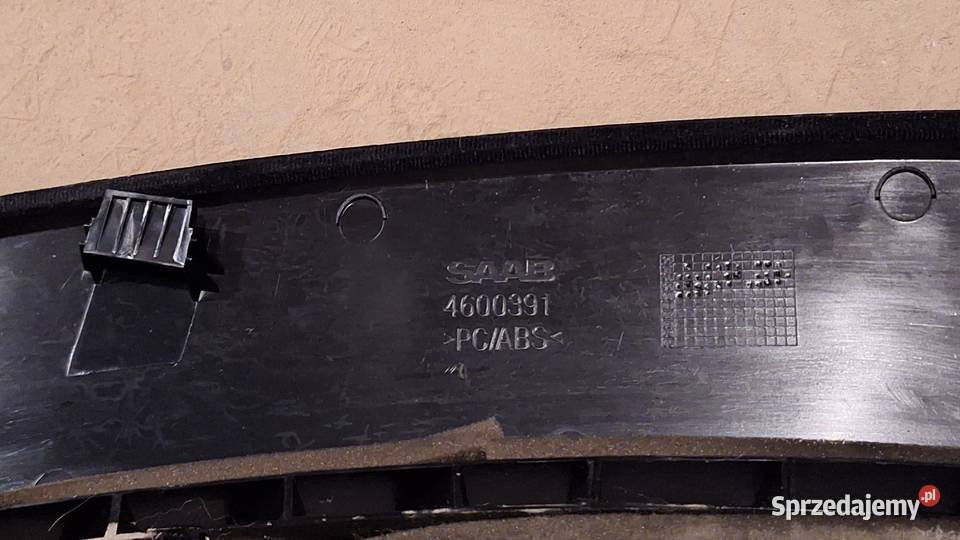 SAAB
4600391
>PC/ABS<
Sprzedajemy.pl